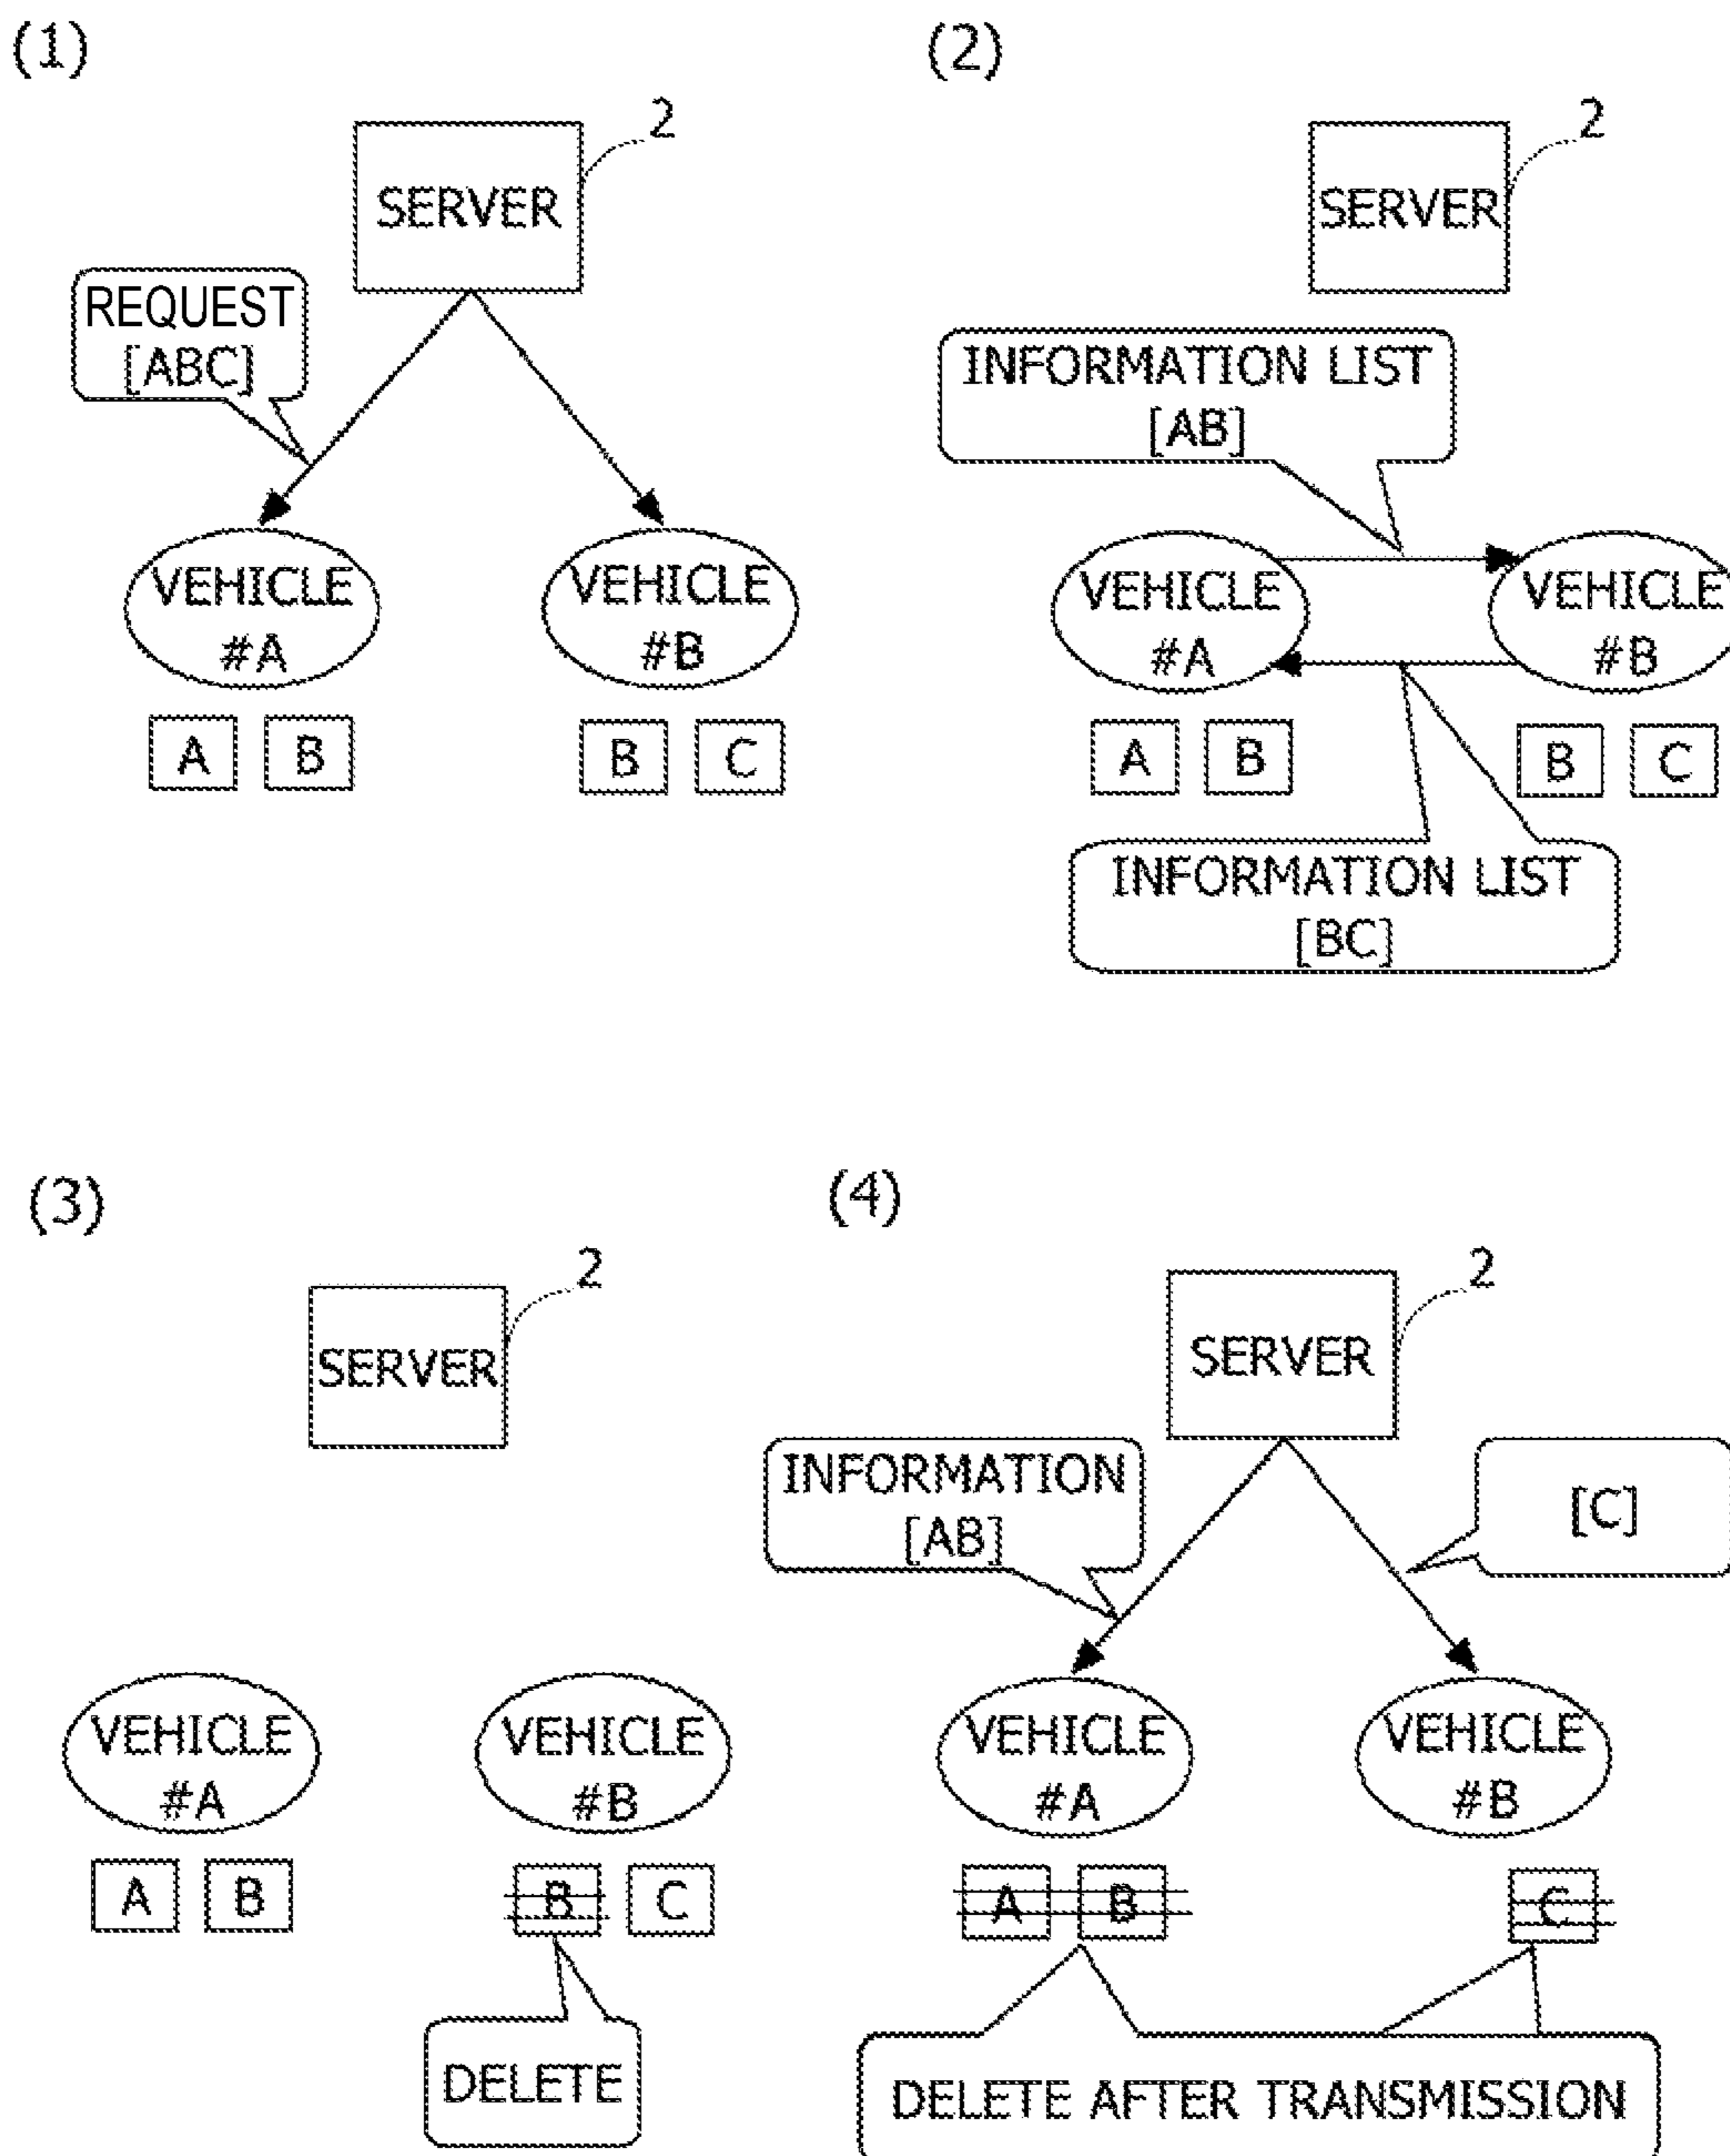 (1)
2
SERVER
REQUEST
[ABC]
VEHICLE
#A
VEHICLE
#B
A B
B C
(2)
2
SERVER
INFORMATION LIST
[AB]
VEHICLE
#A
VEHICLE
#B
A B
B C
INFORMATION LIST
[BC]
(3)
2
SERVER
VEHICLE
#A
VEHICLE
#B
A B
B C
DELETE
(4)
2
SERVER
INFORMATION
[AB]
[C]
VEHICLE
#A
VEHICLE
#B
A B
C
DELETE AFTER TRANSMISSION